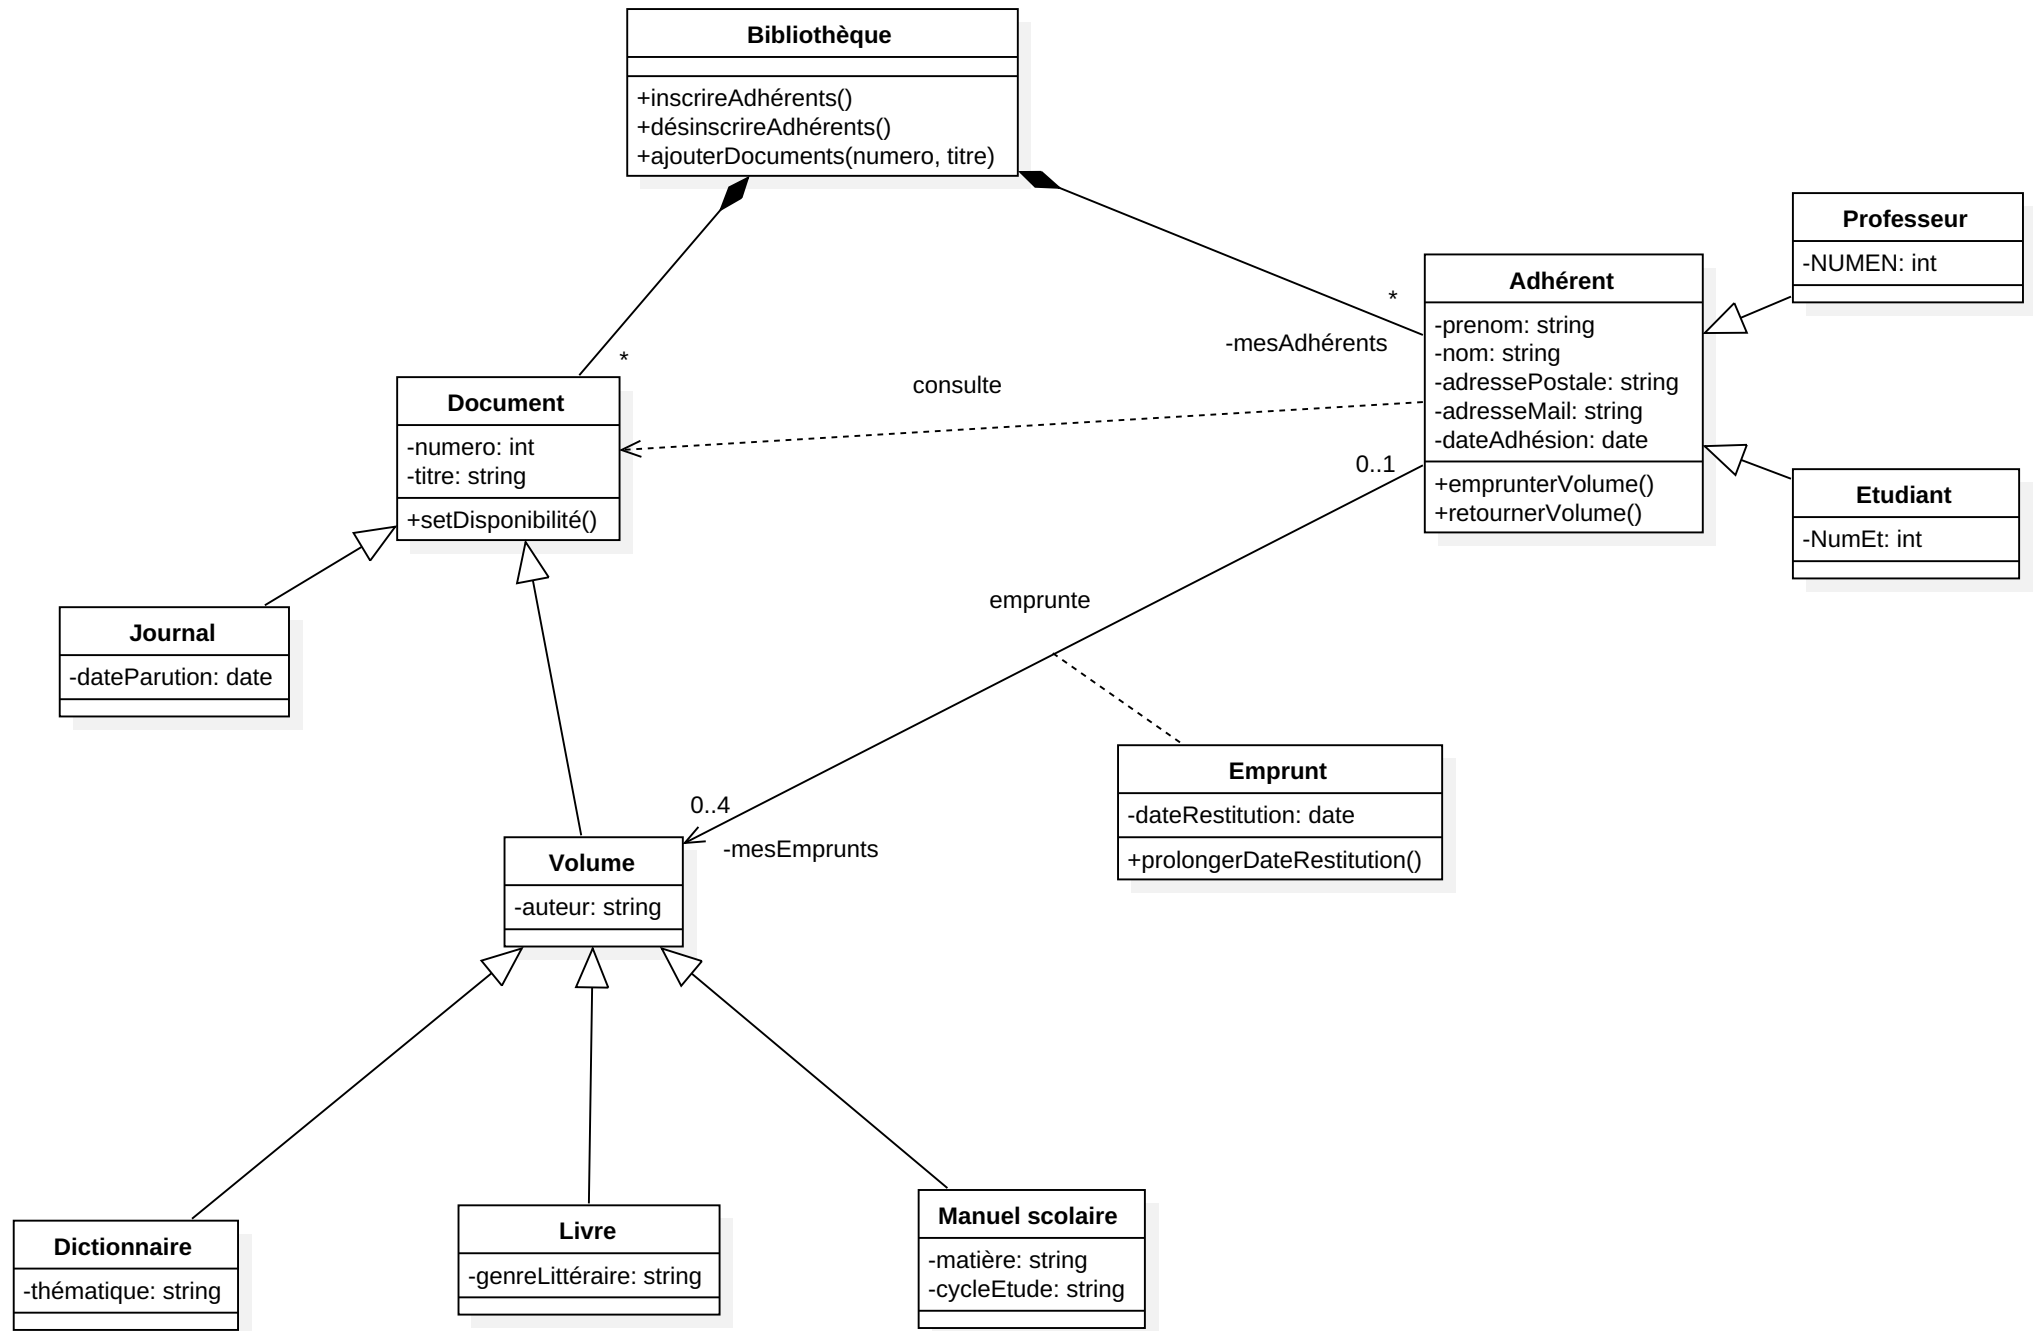 Bibliothèque
+inscrireAdhérents()
+désinscrireAdhérents()
+ajouterDocuments(numero, titre)
Professeur
-NUMEN: int
Adhérent
-prenom: string
-nom: string
-adressePostale: string
-adresseMail: string
-dateAdhésion: date
+emprunterVolume()
+retournerVolume()
*
-mesAdhérents
*
consulte
Document
-numero: int
-titre: string
+setDisponibilité()
0..1
Etudiant
-NumEt: int
emprunte
Journal
-dateParution: date
Emprunt
-dateRestitution: date
+prolongerDateRestitution()
0..4
-mesEmprunts
Volume
-auteur: string
Dictionnaire
-thématique: string
Livre
-genreLittéraire: string
Manuel scolaire
-matière: string
-cycleEtude: string